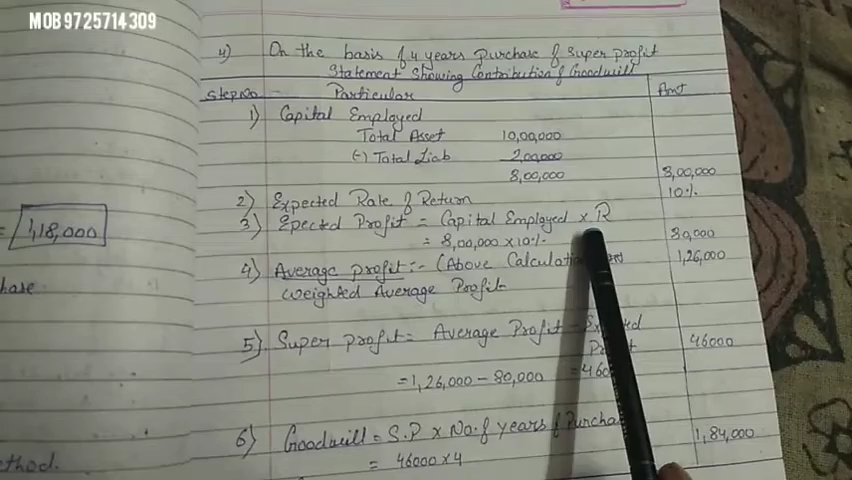 MOB 9725714309
4) On the basis of 4 years purchase of Super profit
Statement Showing Contribution of Goodwill
Step No Particular Amt
1) Capital Employed
Total Asset 10,00,000
(-) Total Liab 2,00,000
8,00,000 8,00,000
2) Expected Rate of Return 10%
3) Epected Profit = Capital Employed × R
= 8,00,000 × 10%. 80,000
4) Average profit :- (Above Calculatio 1,26,000
weighted Average Profit
5) Super profit = Average Profit -
46000
= 1,26,000 - 80,000 = 460
6) Goodwill = S.P × No. of years of Purcha
1,84,000
= 46000 × 4
= 1,18,000
hase
ethod.